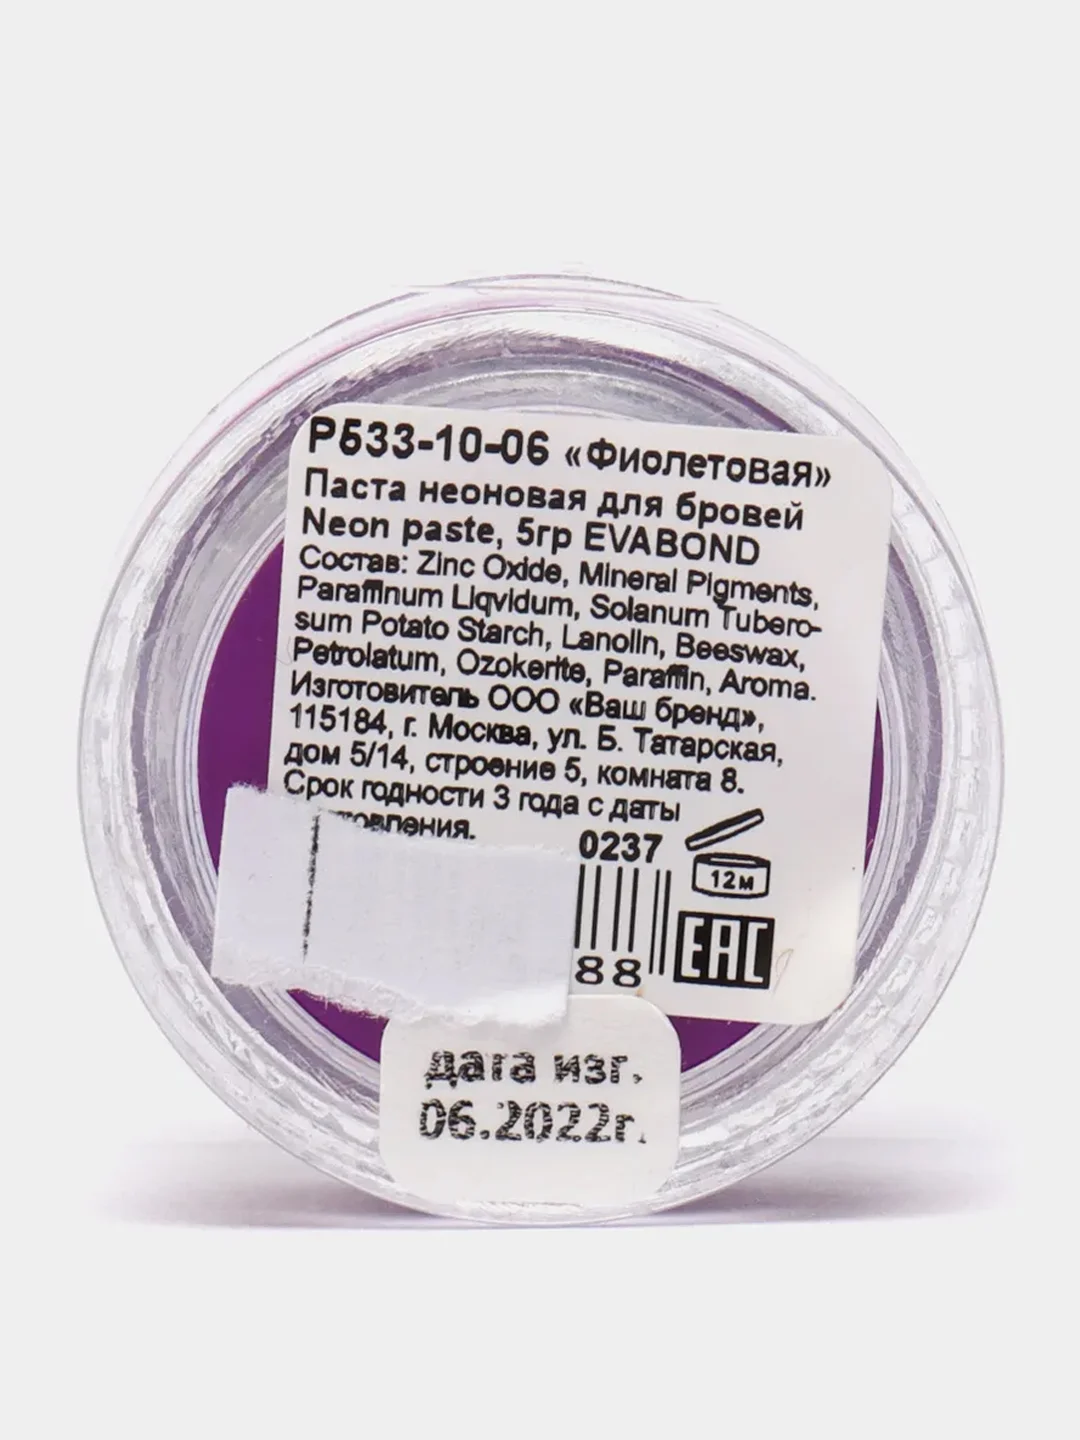 P533-10-06 «Фиолетовая»
Паста неоновая для бровей
Neon paste, 5гр EVABOND
Состав: Zinc Oxide, Mineral Pigments,
Paraffinum Liqvidum, Solanum Tubero-
sum Potato Starch, Lanolin, Beeswax,
Petrolatum, Ozokerite, Paraffin, Aroma.
Изготовитель ООО «Ваш бренд»,
115184, г. Москва, ул. Б. Татарская,
дом 5/14, строение 5, комната 8.
Срок годности 3 года с даты
0237
12м
EAC
88
дата изг.
06.2022г.